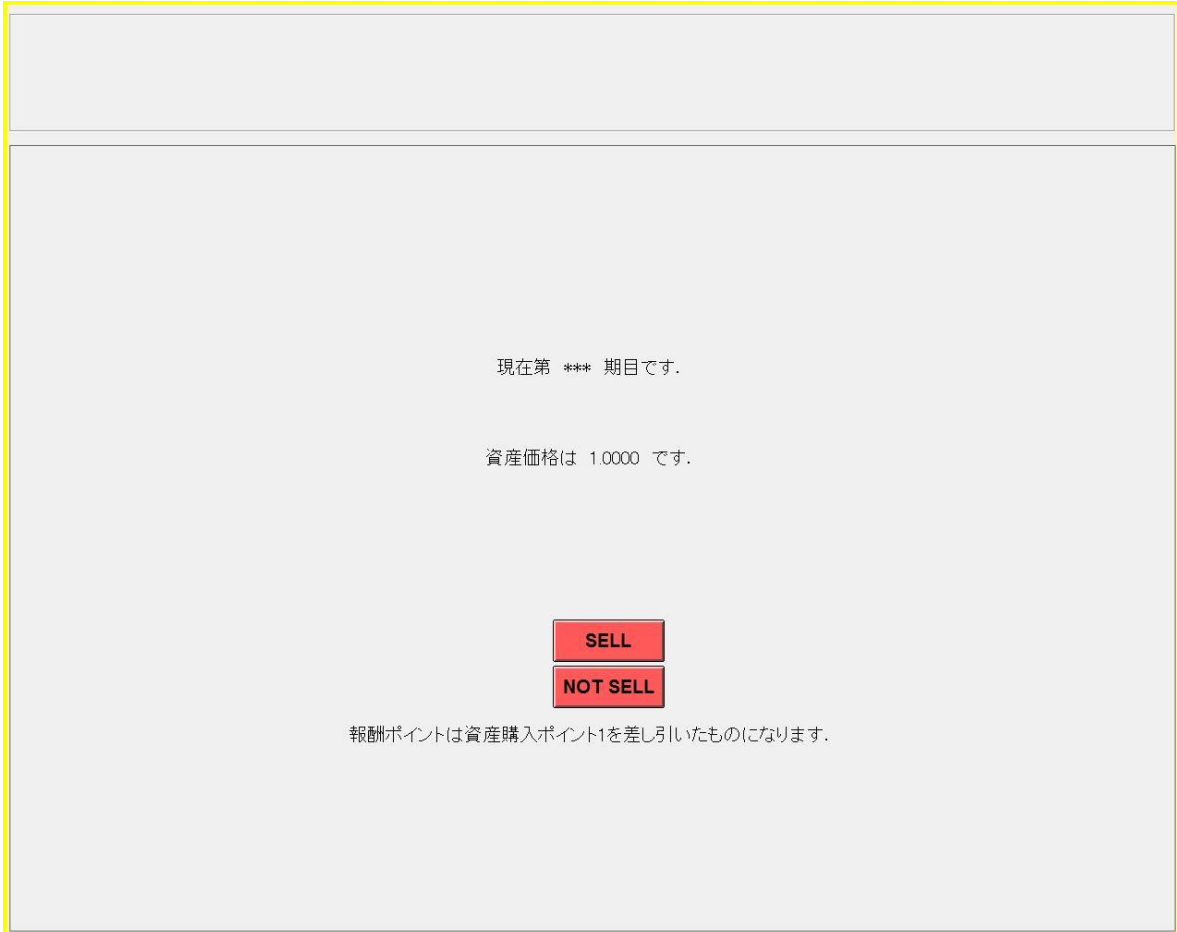 現在第 *** 期目です.
資産価格は 1.0000 です.
SELL
NOT SELL
報酬ポイントは資産購入ポイント1を差し引いたものになります.